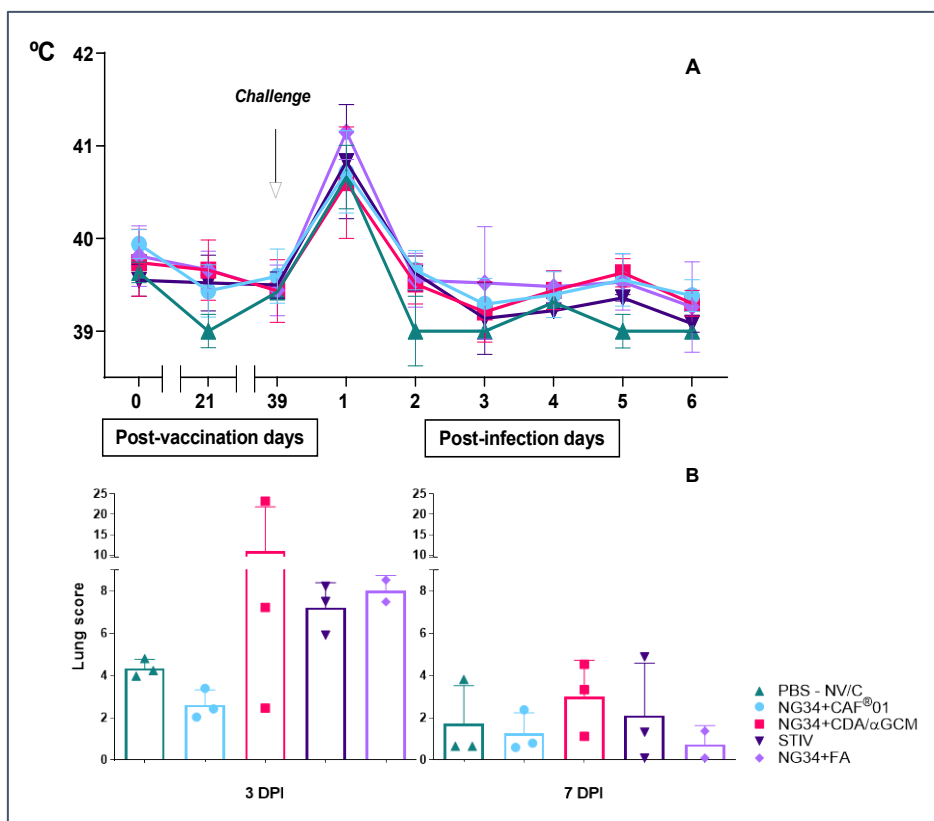 ºC
A
42
41
40
39
Challenge
0 21 39 1 2 3 4 5 6
Post-vaccination days
Post-infection days
B
Lung score
25
20
15
10
8
6
4
2
0
3 DPI
25
20
15
10
8
6
4
2
0
7 DPI
PBS - NV/C
NG34+CAF®01
NG34+CDA/αGCM
STIV
NG34+FA